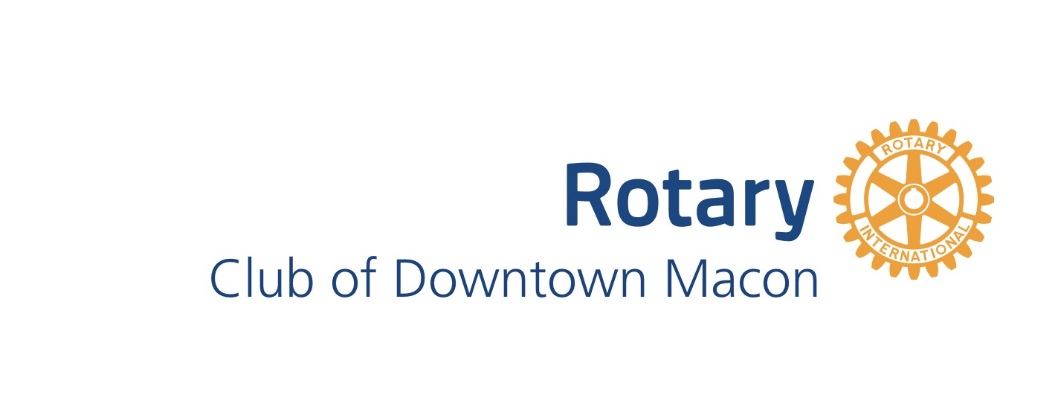 Rotary
Club of Downtown Macon
ROTARY
INTERNATIONAL